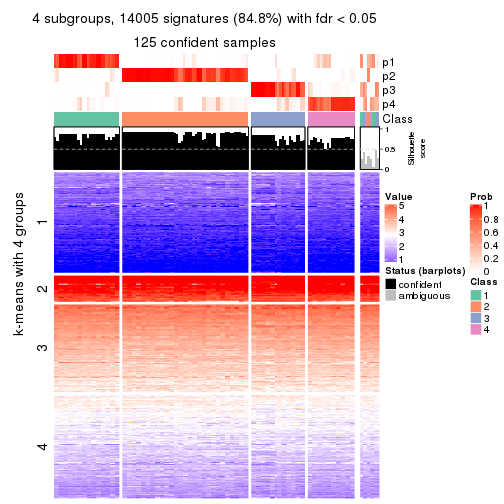 4 subgroups, 14005 signatures (84.8%) with fdr < 0.05
125 confident samples
p1
p2
p3
p4
Class
1
0.5
0
Silhouette
score
k-means with 4 groups
1
2
3
4
Value
5
4
3
2
1
Status (barplots)
confident
ambiguous
Prob
1
0.8
0.6
0.4
0.2
0
Class
1
2
3
4